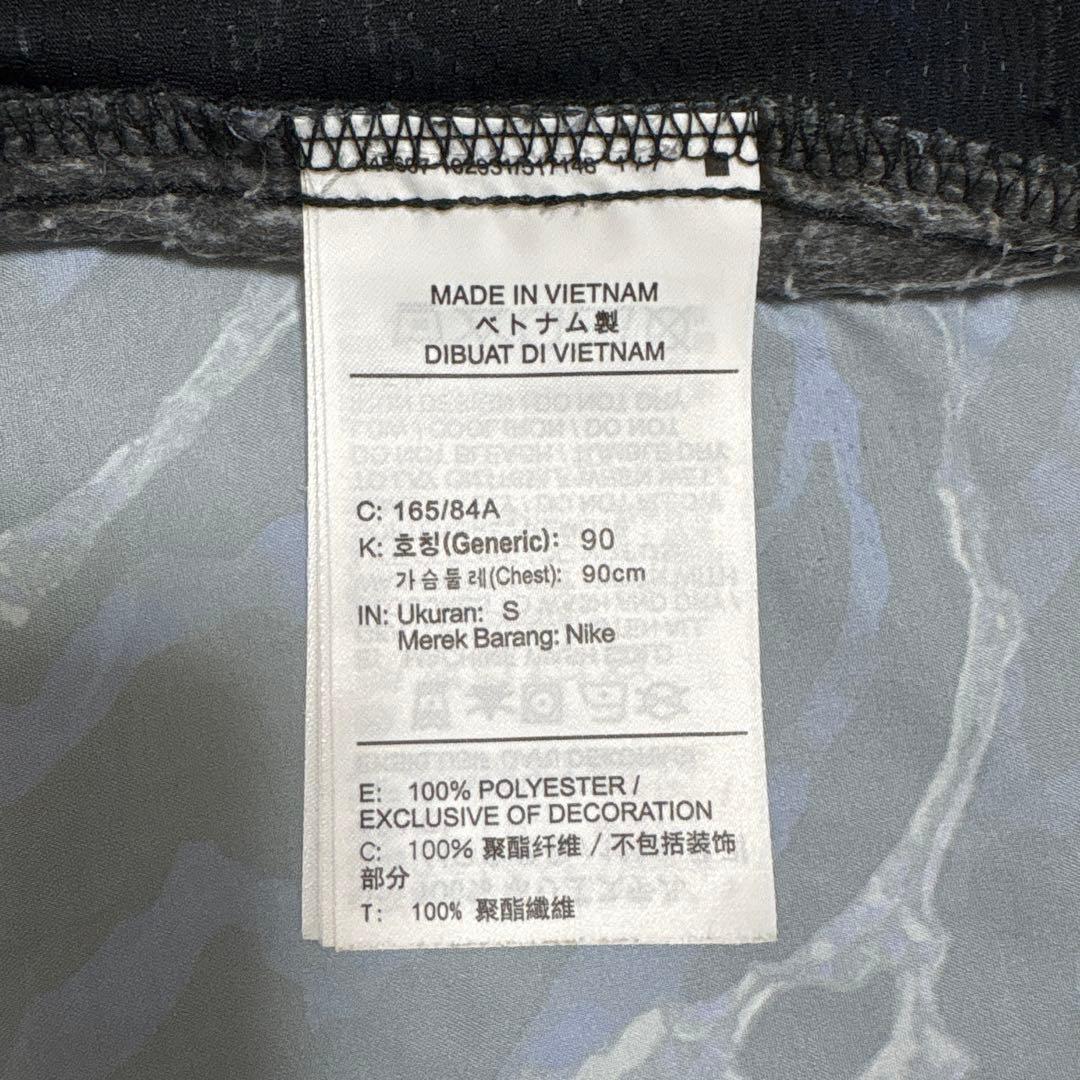 MADE IN VIETNAM
ベトナム製
DIBUAT DI VIETNAM
C: 165/84A
K: 호칭(Generic): 90
가슴둘레(Chest): 90cm
IN: Ukuran: S
Merek Barang: Nike
E: 100% POLYESTER /
EXCLUSIVE OF DECORATION
C: 100% 聚酯纤维 / 不包括装饰
部分
T: 100% 聚酯纖維